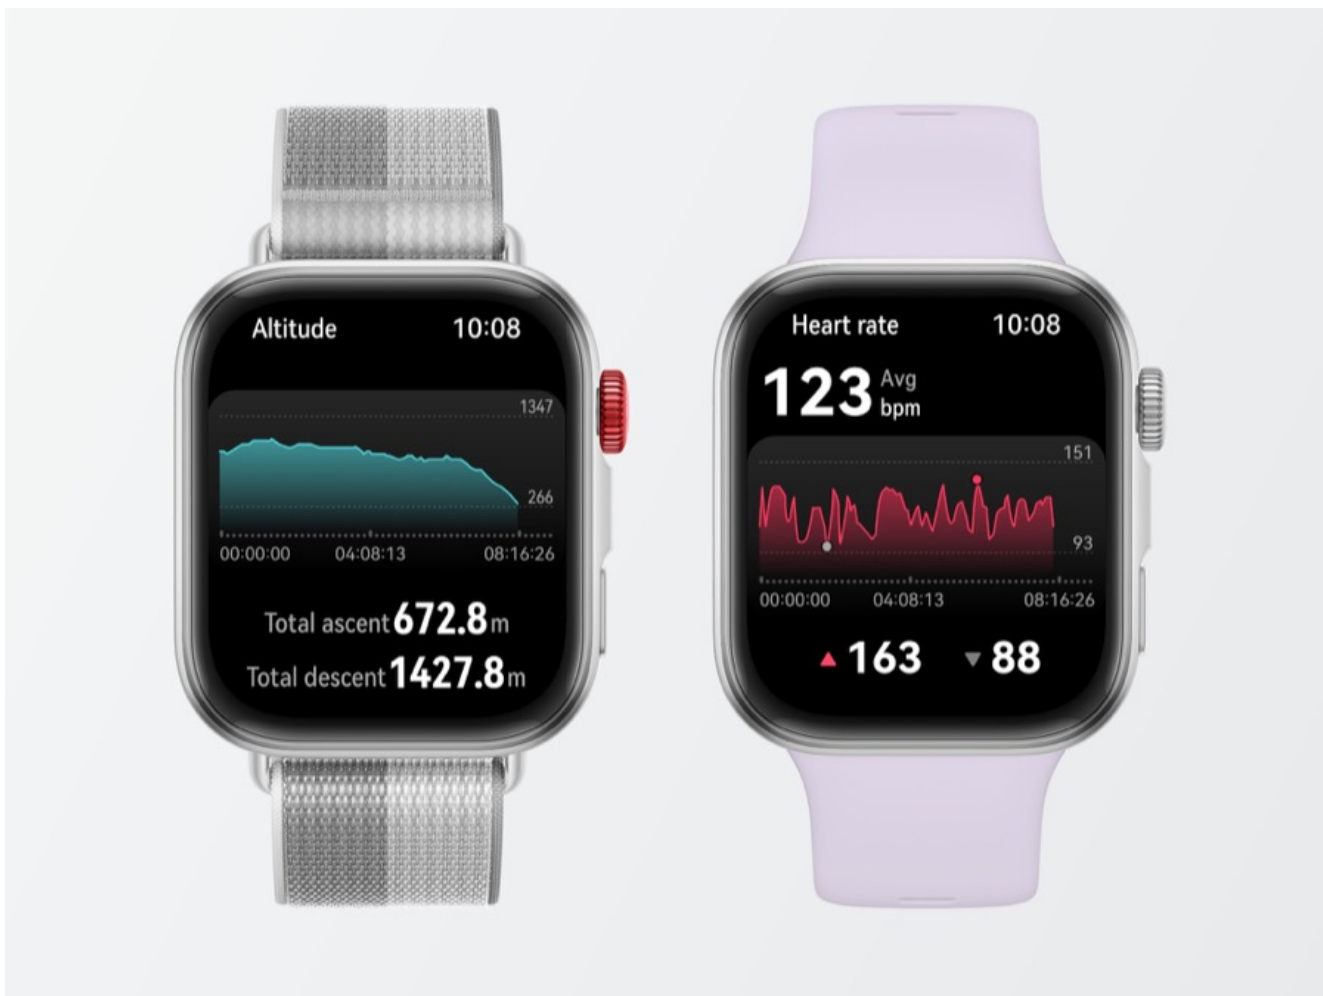 Altitude 10:08
1347
266
00:00:00 04:08:13 08:16:26
Total ascent 672.8 m
Total descent 1427.8 m
Heart rate 10:08
123 Avg
bpm
151
93
00:00:00 04:08:13 08:16:26
▲ 163 ▼ 88